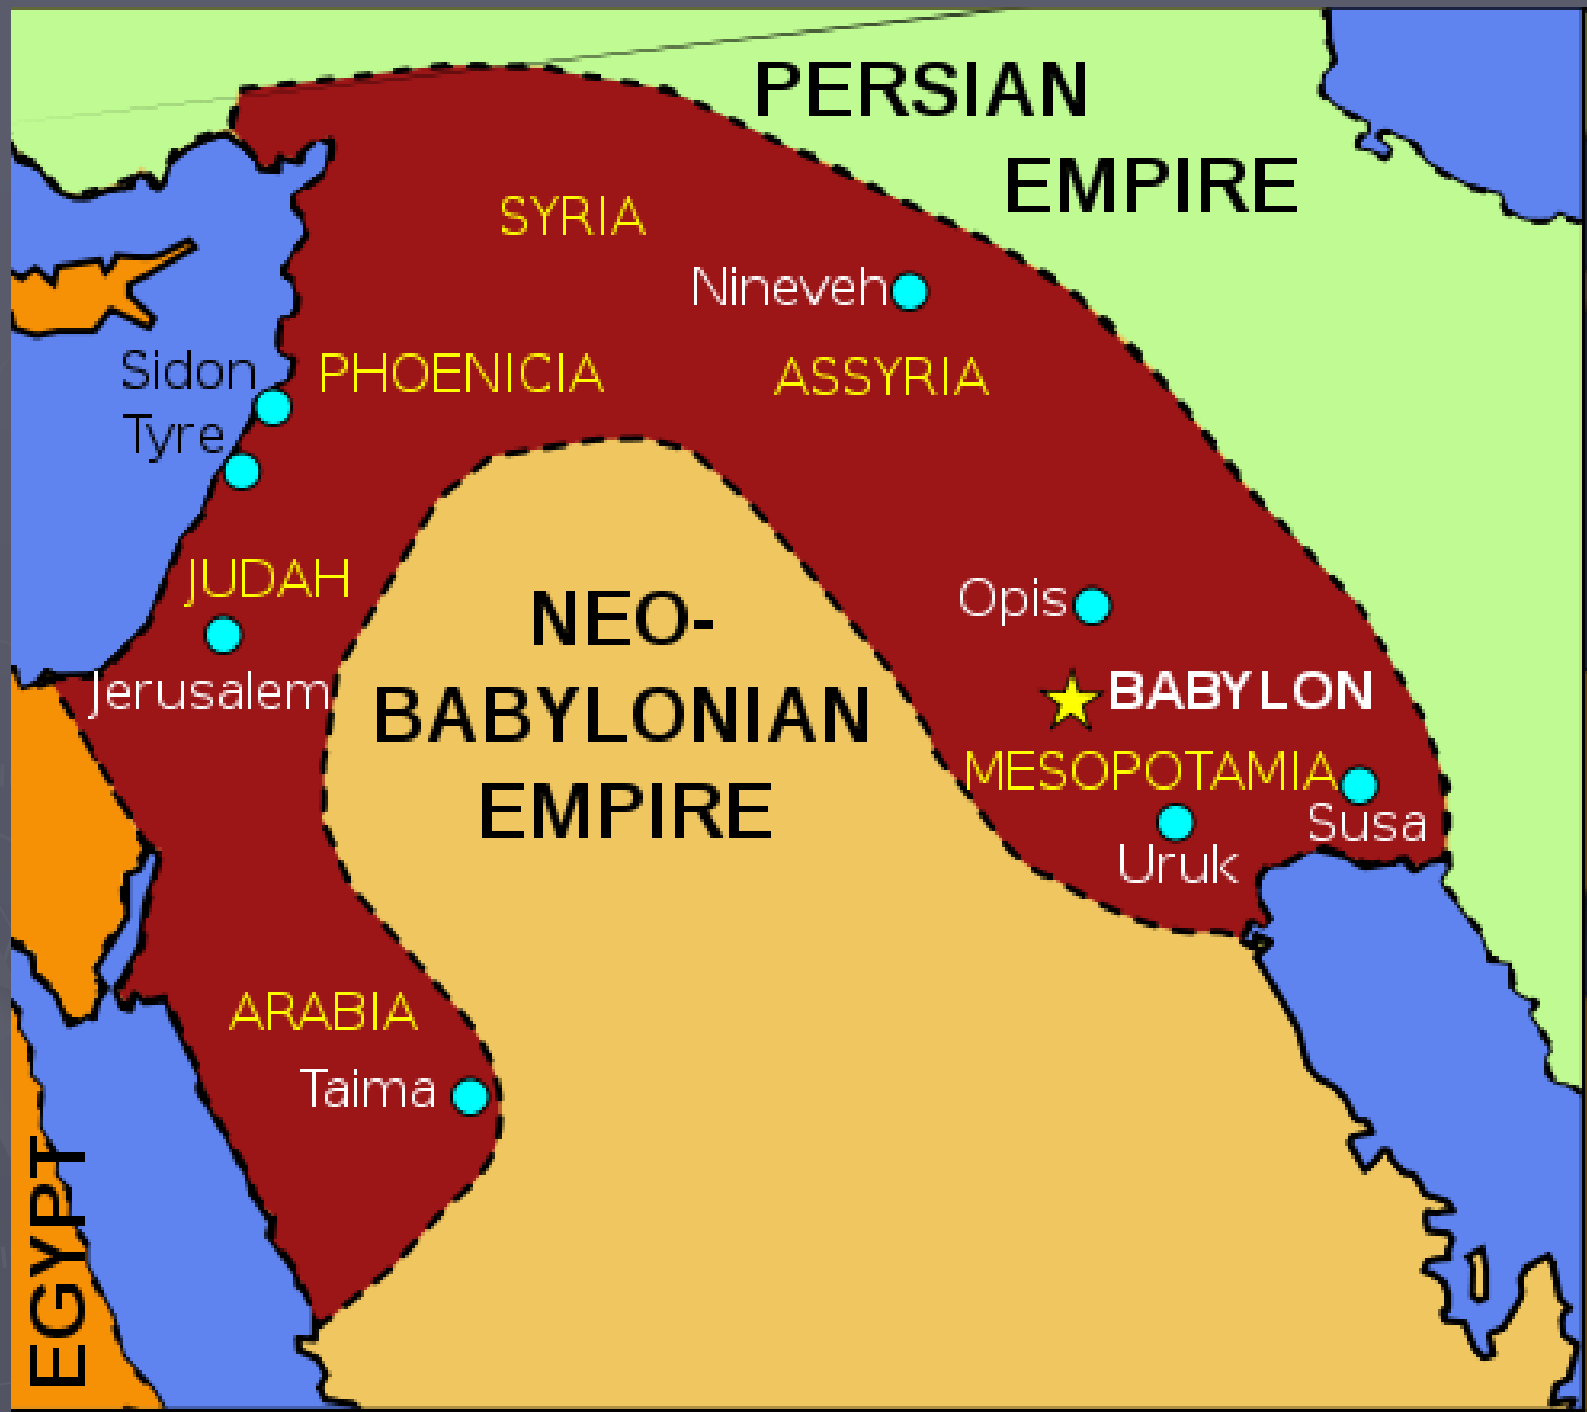 PERSIAN
EMPIRE
SYRIA
Nineveh
Sidon
PHOENICIA
ASSYRIA
Tyre
JUDAH
Jerusalem
NEO-
BABYLONIAN
EMPIRE
Opis
BABYLON
MESOPOTAMIA
Susa
Uruk
ARABIA
Taima
EGYPT